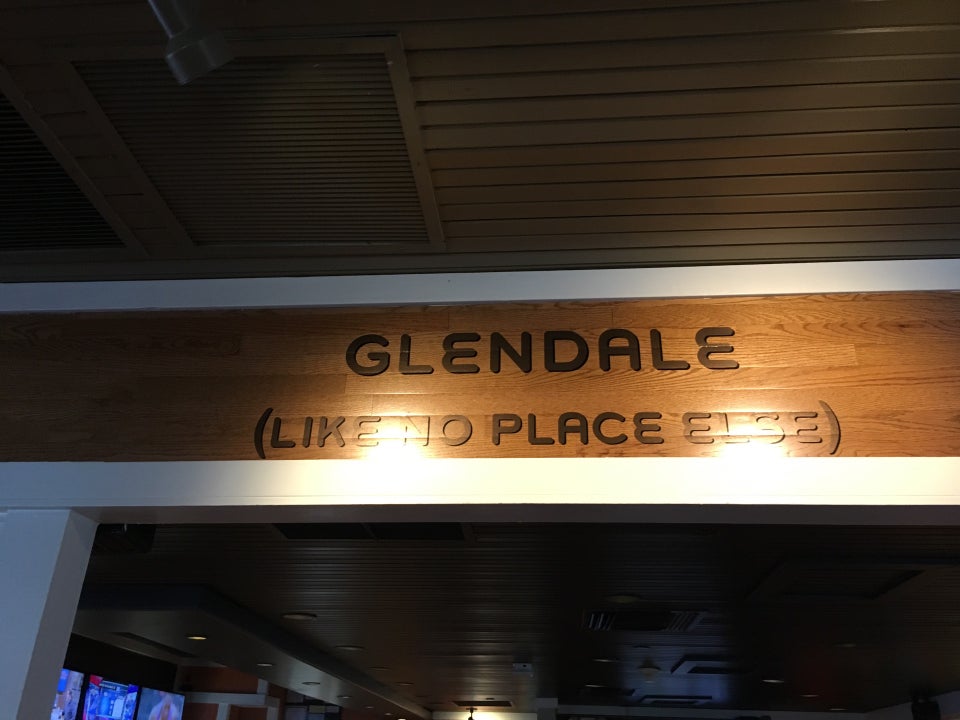 GLENDALE
(LIKE NO PLACE ELSE)